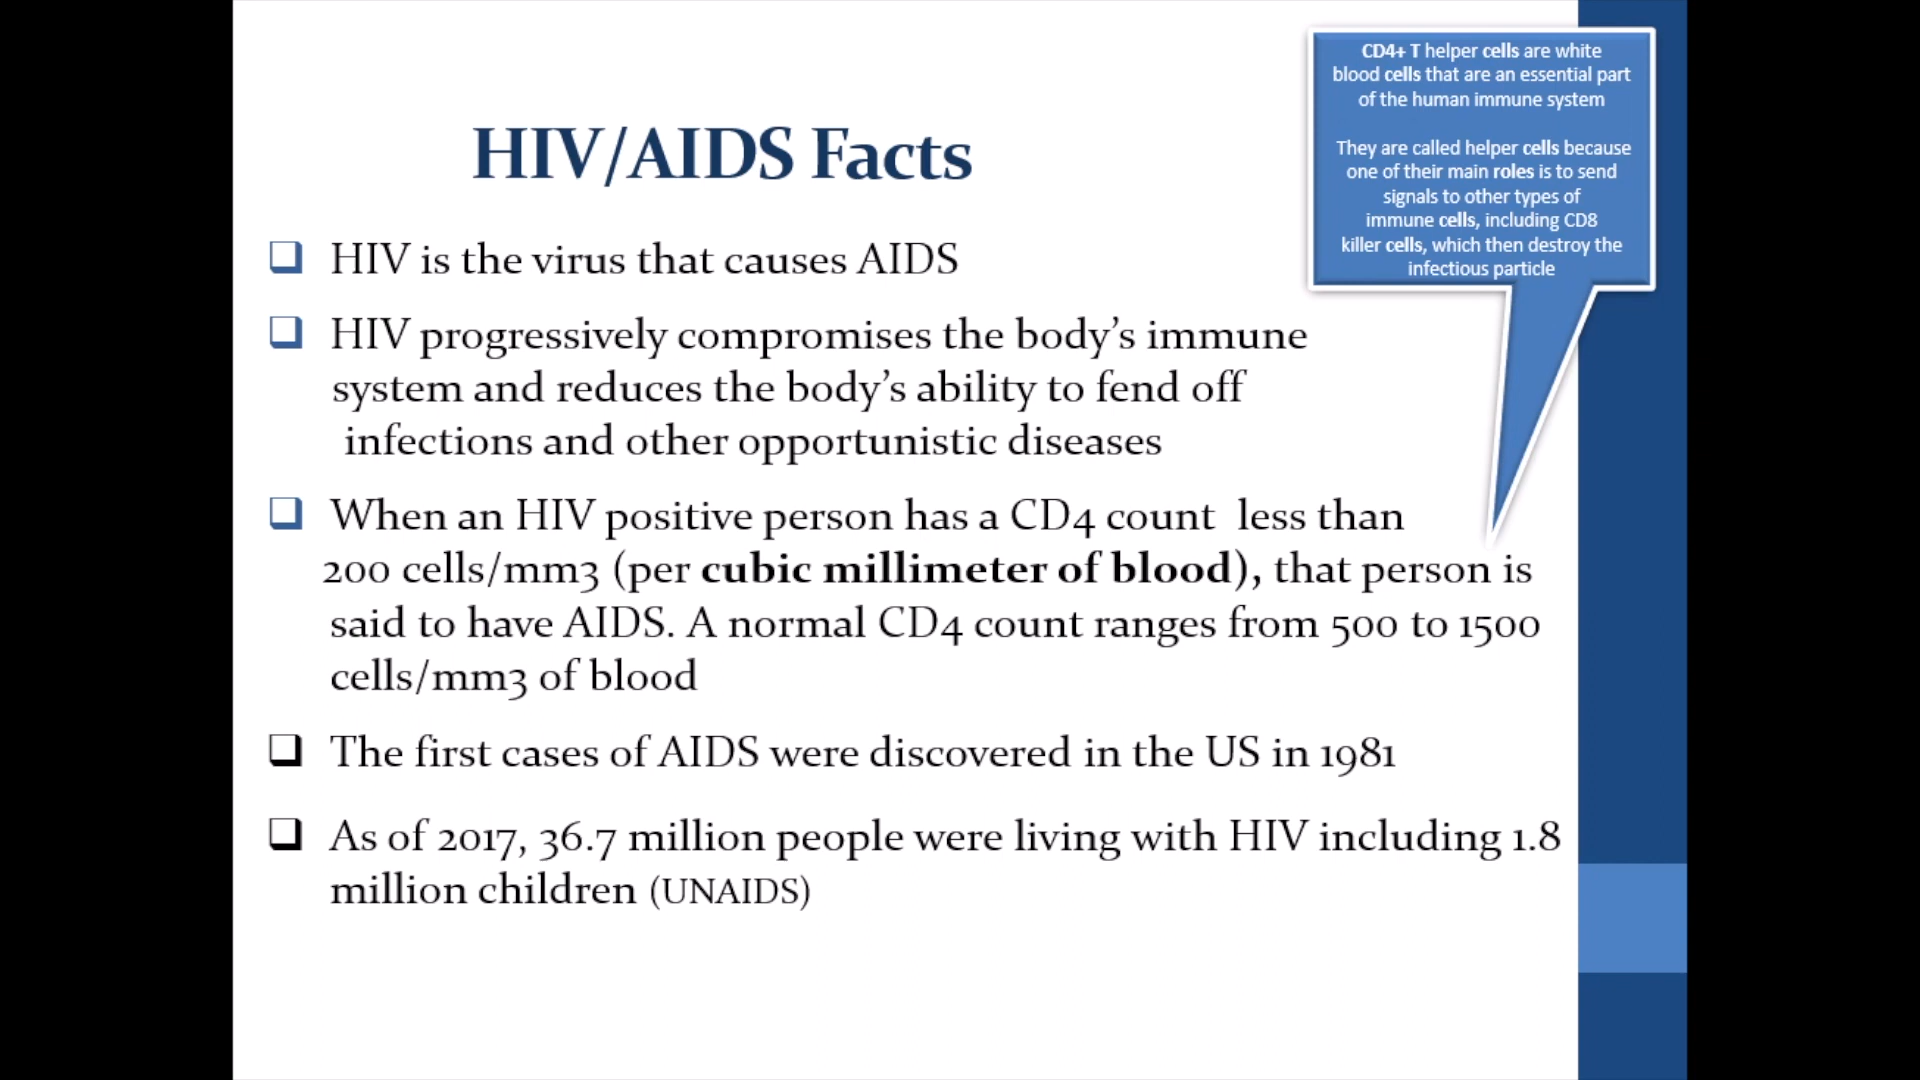 CD4+ T helper cells are white
blood cells that are an essential part
of the human immune system
They are called helper cells because
one of their main roles is to send
signals to other types of
immune cells, including CD8
killer cells, which then destroy the
infectious particle
HIV/AIDS Facts
HIV is the virus that causes AIDS
HIV progressively compromises the body’s immune
system and reduces the body’s ability to fend off
infections and other opportunistic diseases
When an HIV positive person has a CD4 count less than
200 cells/mm3 (per cubic millimeter of blood), that person is
said to have AIDS. A normal CD4 count ranges from 500 to 1500
cells/mm3 of blood
The first cases of AIDS were discovered in the US in 1981
As of 2017, 36.7 million people were living with HIV including 1.8
million children (UNAIDS)